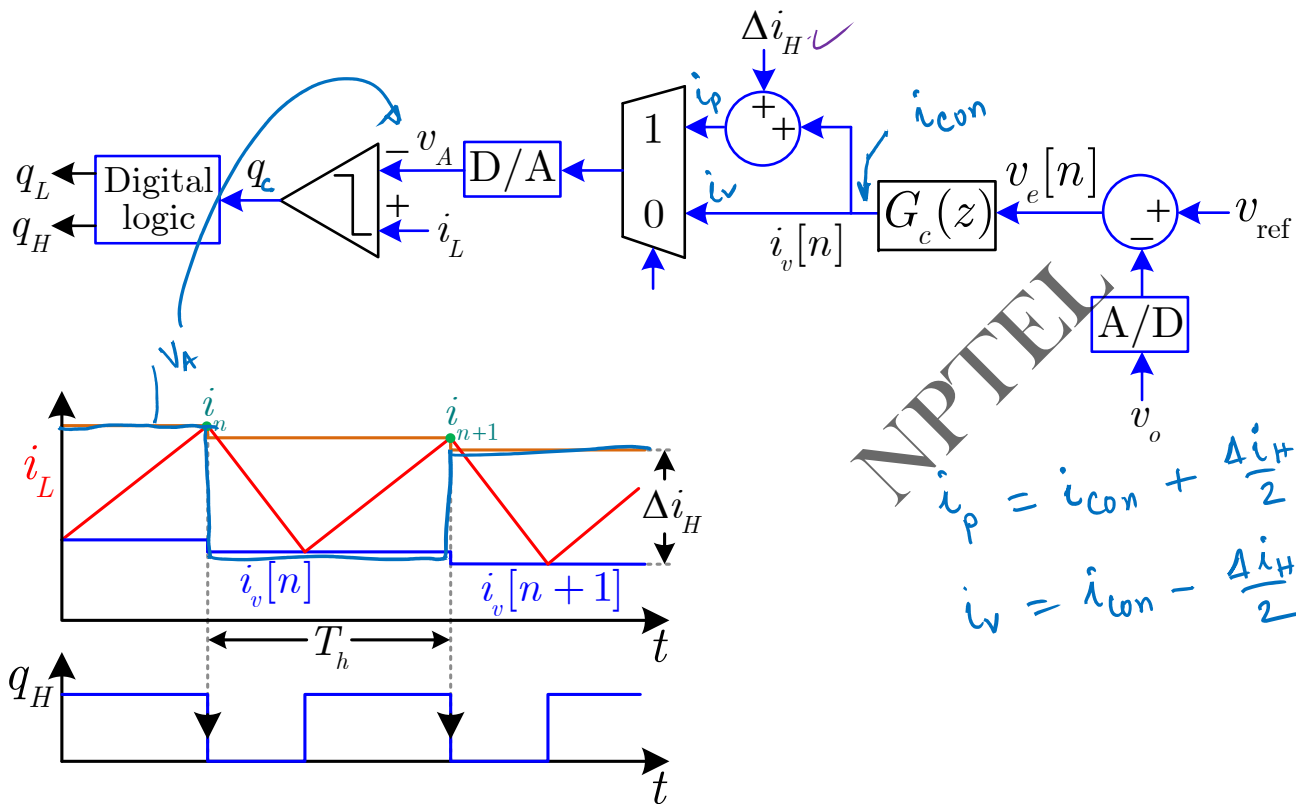 Δi_H
i_p
i_con
1
+
+
q_L
q_H
Digital
logic
q_c
− v_A
D/A
+
i_L
i_v
0
i_v[n]
G_c(z)
v_e[n]
+
−
v_ref
A/D
v_o
NPTEL
V_A
i_n
i_{n+1}
i_L
Δi_H
i_v[n]
i_v[n + 1]
T_h
t
q_H
t
i_p = i_con + Δi_H/2
i_v = i_con − Δi_H/2